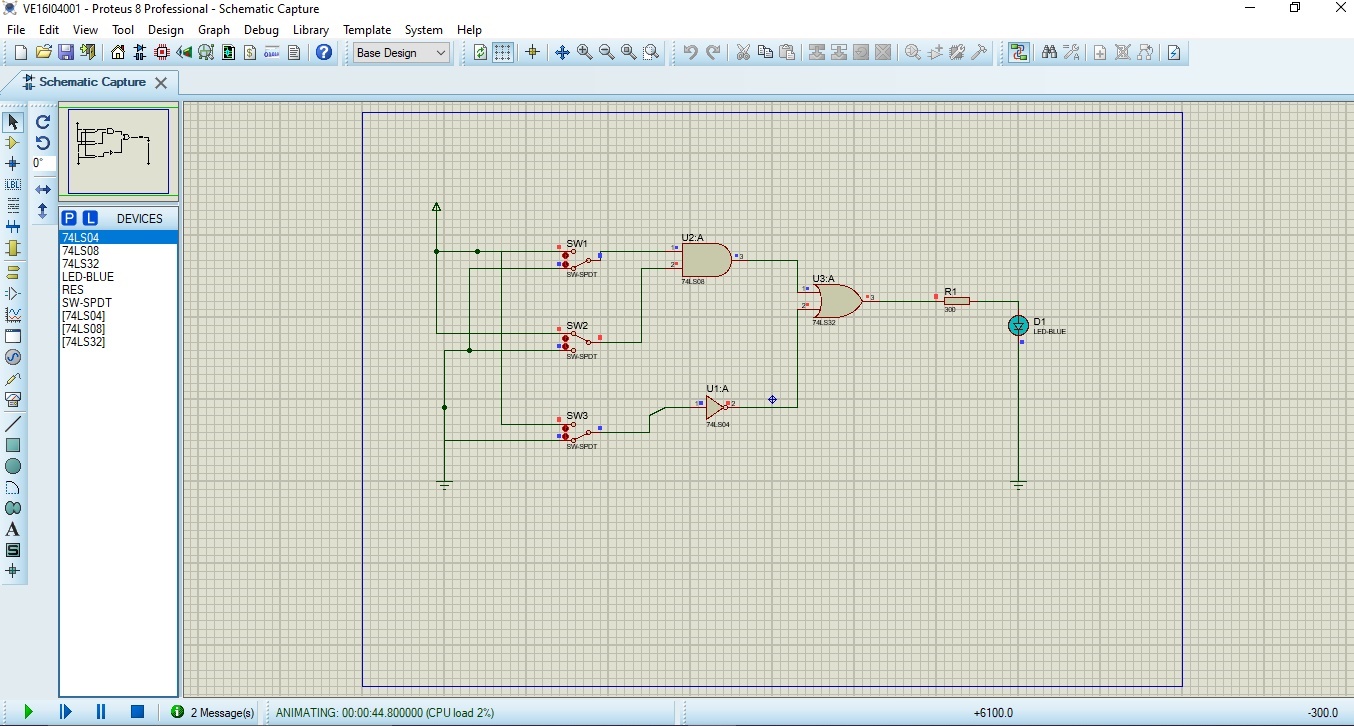 VE16I04001 - Proteus 8 Professional - Schematic Capture
File Edit View Tool Design Graph Debug Library Template System Help
Base Design
Schematic Capture
0°
LBL
P L DEVICES
74LS04
74LS08
74LS32
LED-BLUE
RES
SW-SPDT
[74LS04]
[74LS08]
[74LS32]
A
S
SW1
SW-SPDT
U2:A
1
2
3
74LS08
SW2
SW-SPDT
U3:A
1
2
3
74LS32
R1
300
D1
LED-BLUE
SW3
SW-SPDT
U1:A
1
2
74LS04
2 Message(s)
ANIMATING: 00:00:44.800000 (CPU load 2%)
+6100.0
-300.0